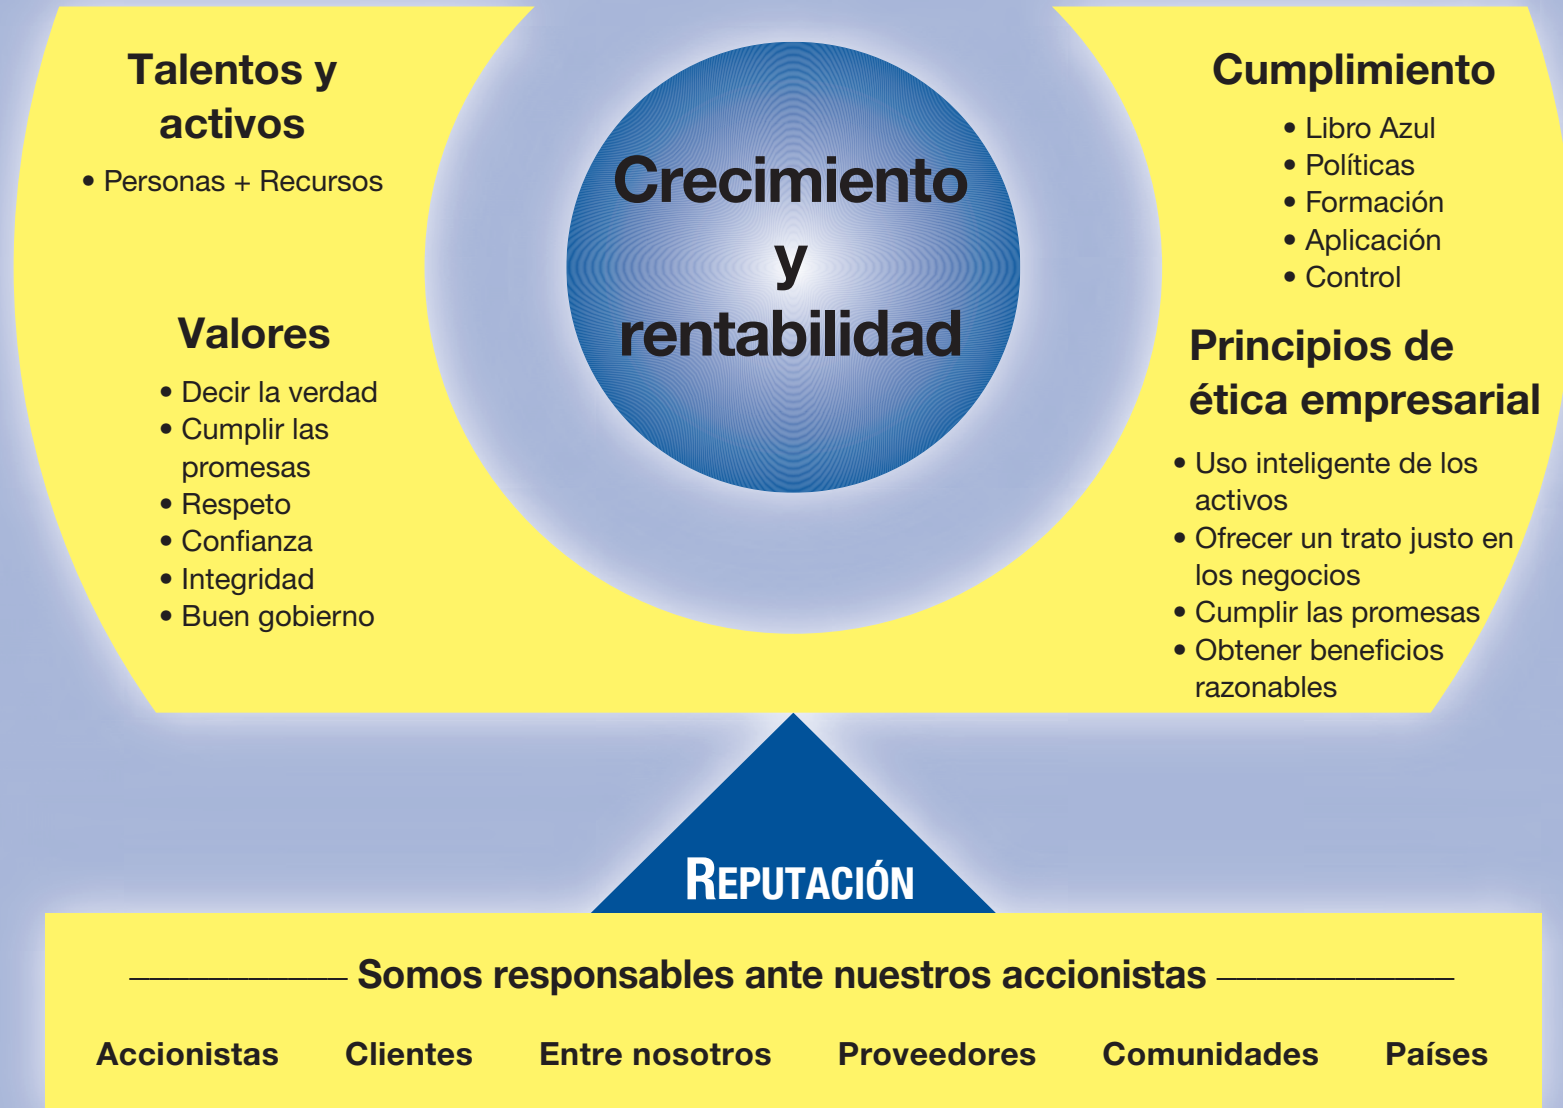 Talentos y
activos
• Personas + Recursos
Valores
• Decir la verdad
• Cumplir las
promesas
• Respeto
• Confianza
• Integridad
• Buen gobierno
Crecimiento
y
rentabilidad
Cumplimiento
• Libro Azul
• Políticas
• Formación
• Aplicación
• Control
Principios de
ética empresarial
• Uso inteligente de los
activos
• Ofrecer un trato justo en
los negocios
• Cumplir las promesas
• Obtener beneficios
razonables
REPUTACIÓN
Somos responsables ante nuestros accionistas
Accionistas Clientes Entre nosotros Proveedores Comunidades Países